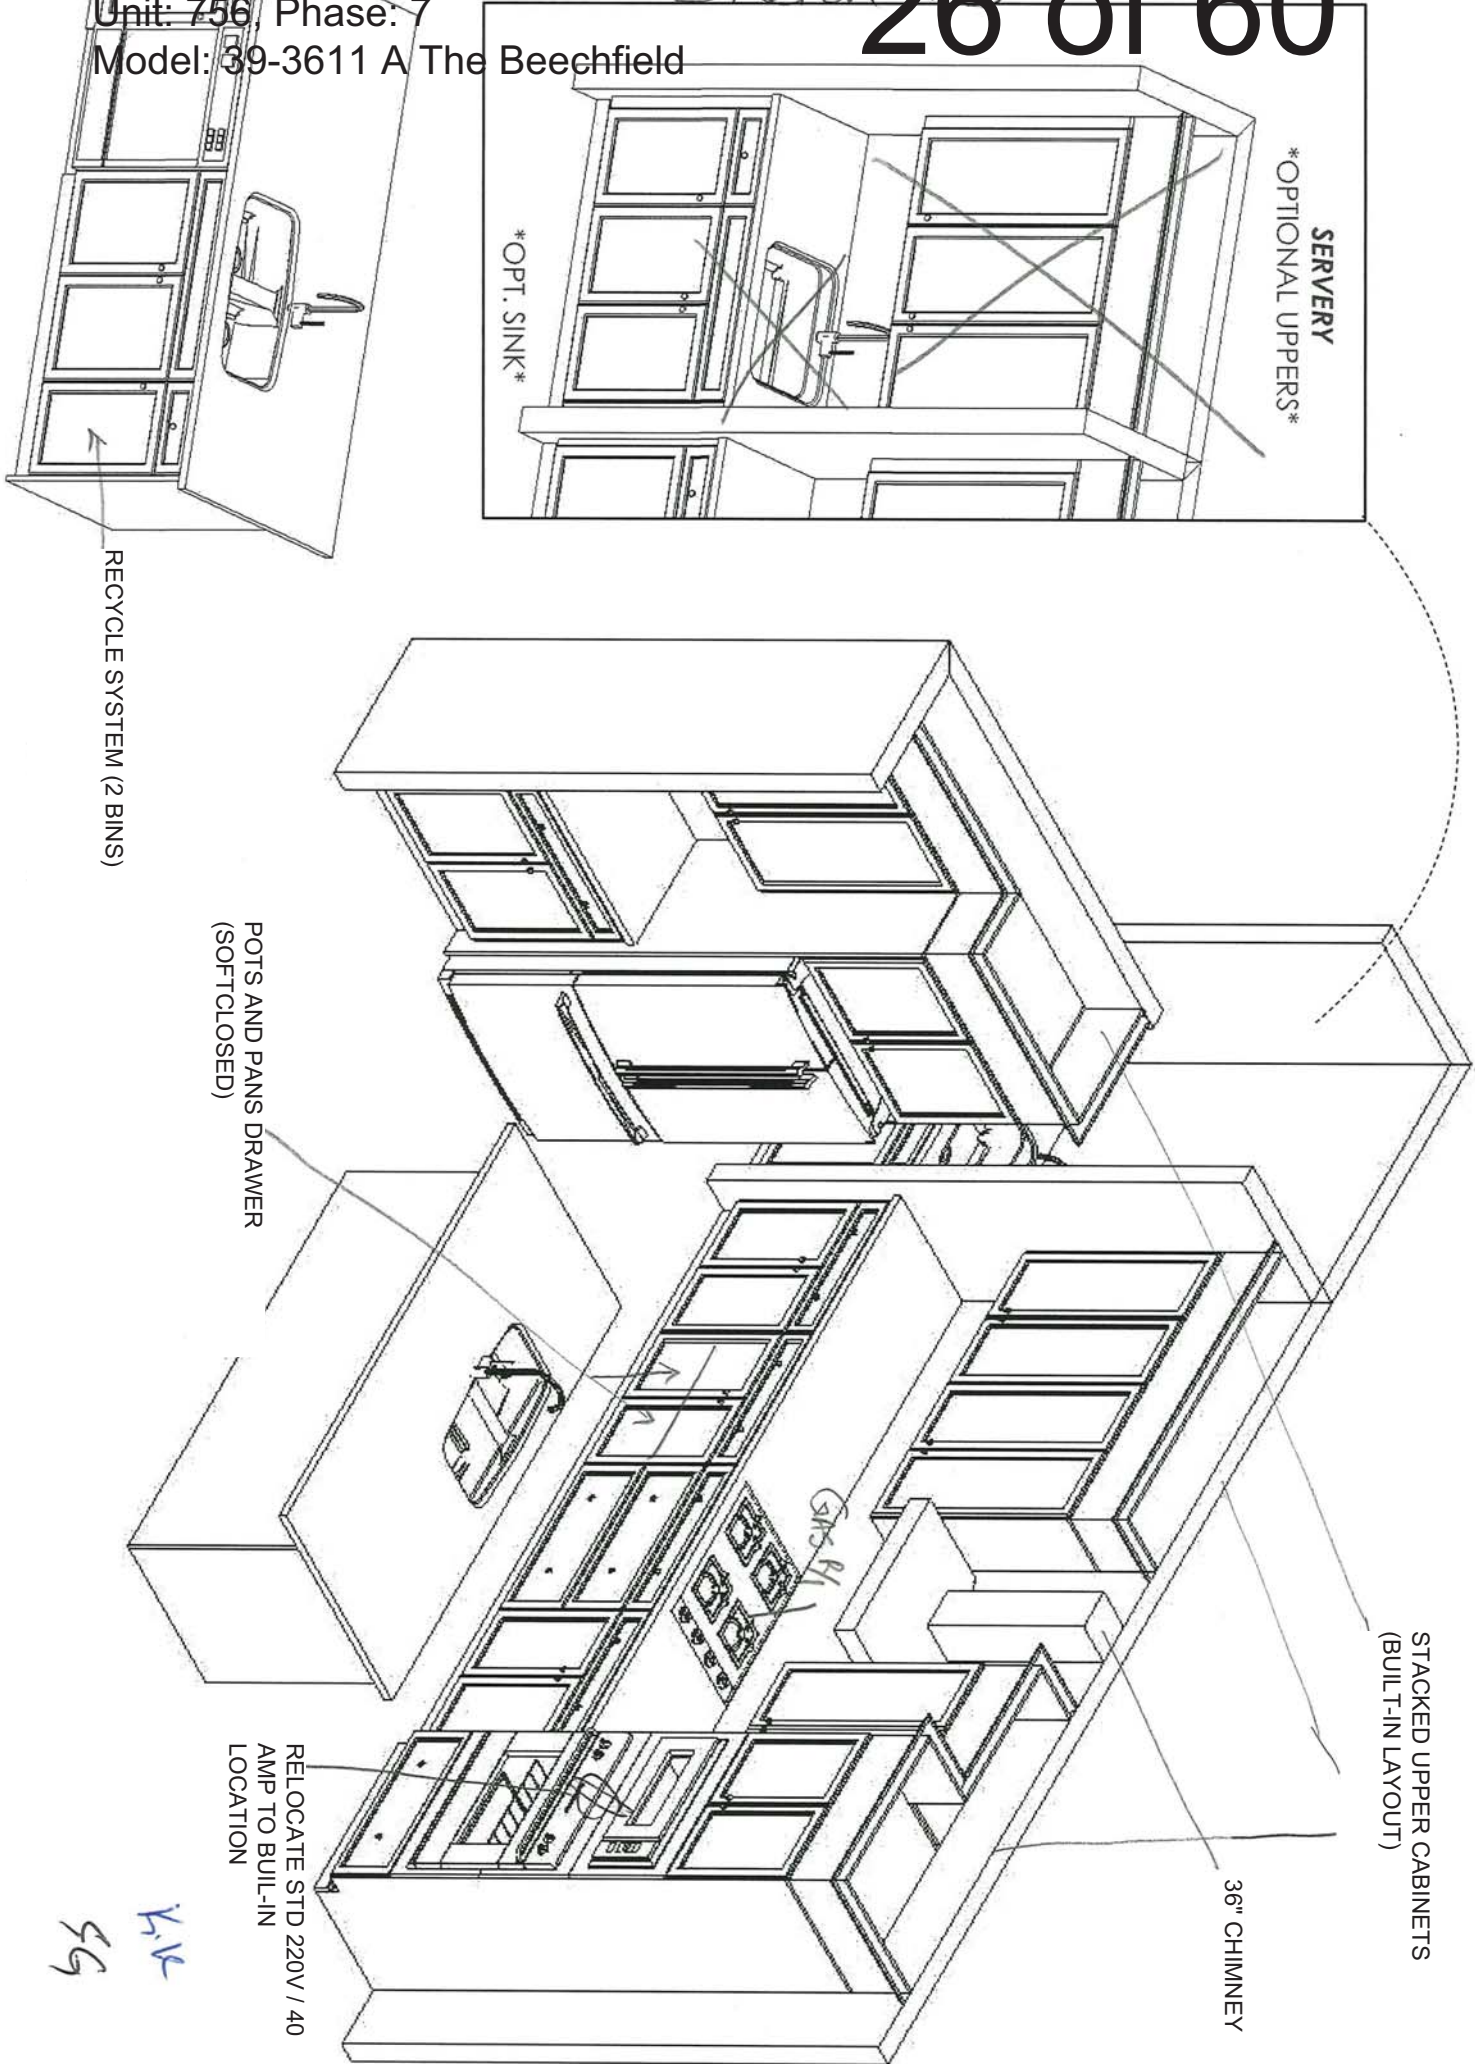 Unit: 756, Phase: 7
Model: 39-3611 A The Beechfield
26 of 60
SERVERY
*OPTIONAL UPPERS*
*OPT. SINK*
STACKED UPPER CABINETS
(BUILT-IN LAYOUT)
36" CHIMNEY
GAS
RECYCLE SYSTEM (2 BINS)
POTS AND PANS DRAWER
(SOFTCLOSED)
RELOCATE STD 220V / 40
AMP TO BUIL-IN
LOCATION